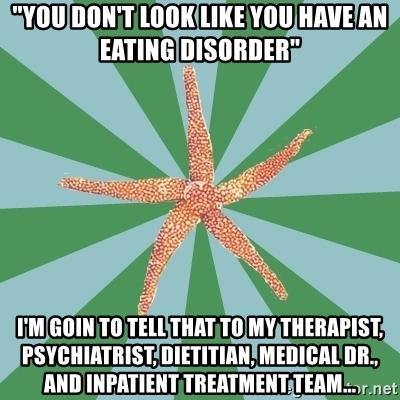 "YOU DON'T LOOK LIKE YOU HAVE AN
EATING DISORDER"
I'M GOIN TO TELL THAT TO MY THERAPIST,
PSYCHIATRIST, DIETITIAN, MEDICAL DR.,
AND INPATIENT TREATMENT TEAM...